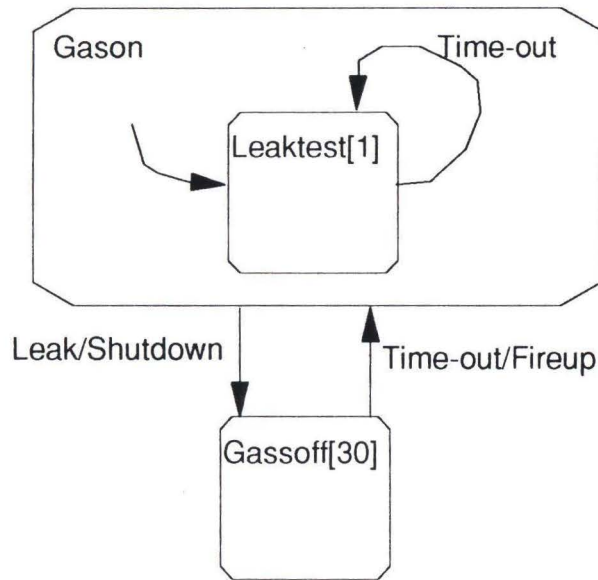 Gason
Time-out
Leaktest[1]
Leak/Shutdown
Time-out/Fireup
Gassoff[30]